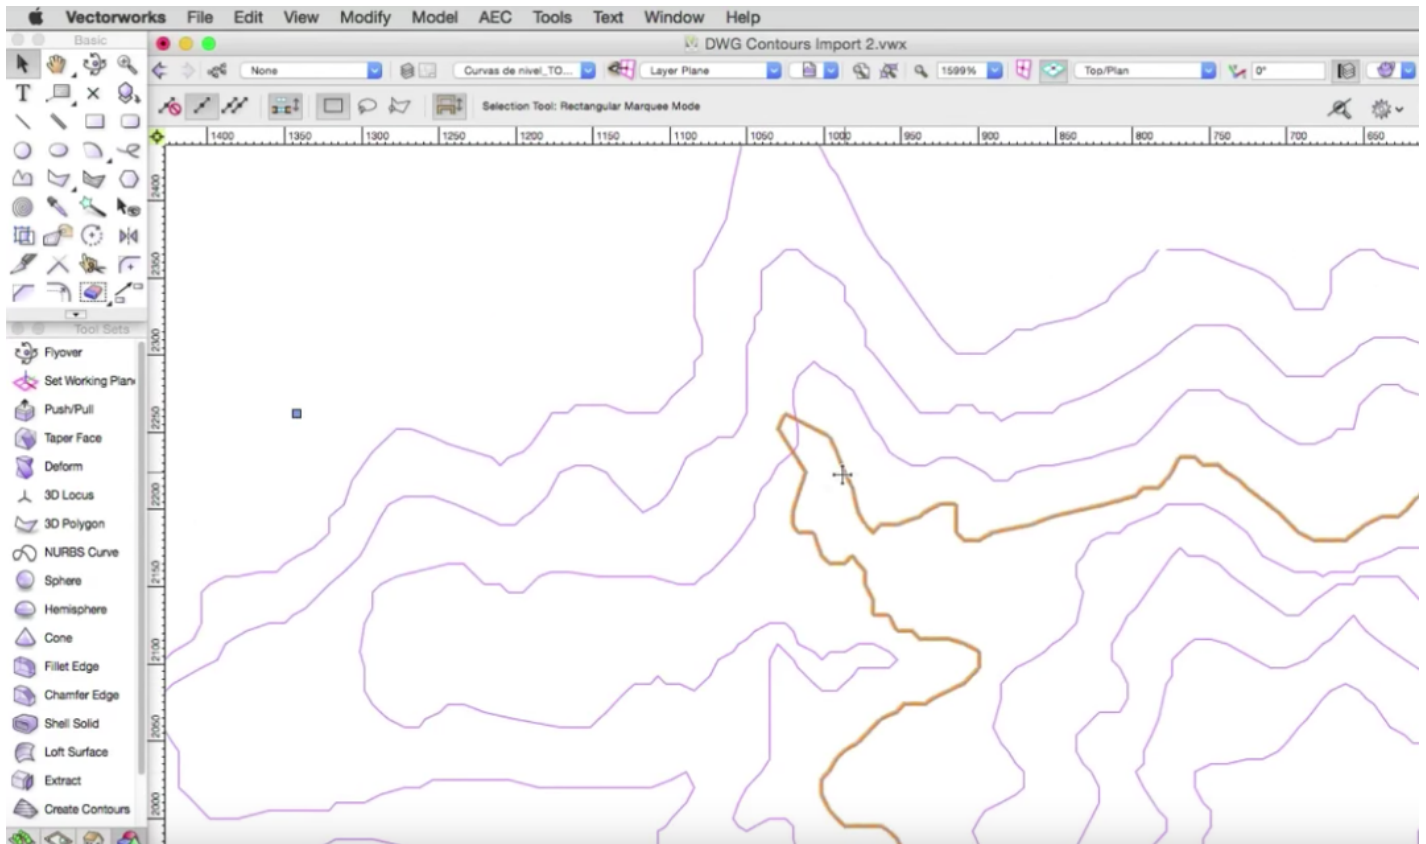 Vectorworks File Edit View Modify Model AEC Tools Text Window Help
Basic
DWG Contours Import 2.vwx
None
Curvas de nivel_TO...
Layer Plane
1599%
Top/Plan
0°
Selection Tool: Rectangular Marquee Mode
1400 1350 1300 1250 1200 1150 1100 1050 1000 950 900 850 800 750 700 650
2400
2350
2300
2250
2200
2150
2100
2050
2000
Tool Sets
Flyover
Set Working Plan
Push/Pull
Taper Face
Deform
3D Locus
3D Polygon
NURBS Curve
Sphere
Hemisphere
Cone
Fillet Edge
Chamfer Edge
Shell Solid
Loft Surface
Extract
Create Contours